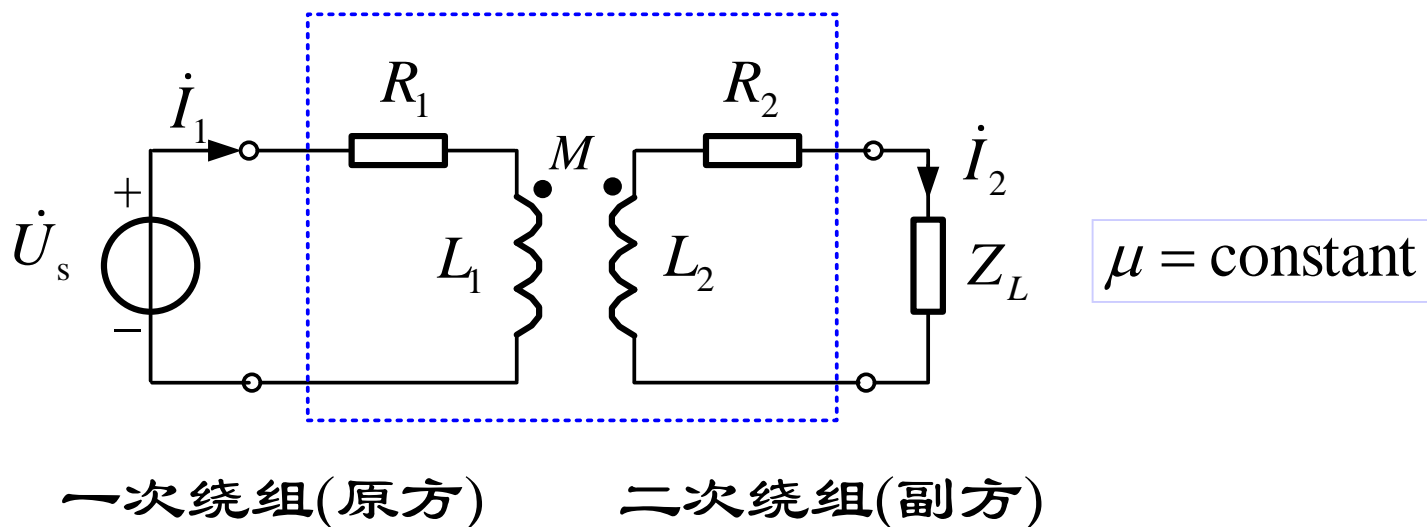 R₁
R₂
İ₁
M
İ₂
+
U̇ₛ
L₁
L₂
Z_L
μ = constant
−
一次绕组(原方)
二次绕组(副方)